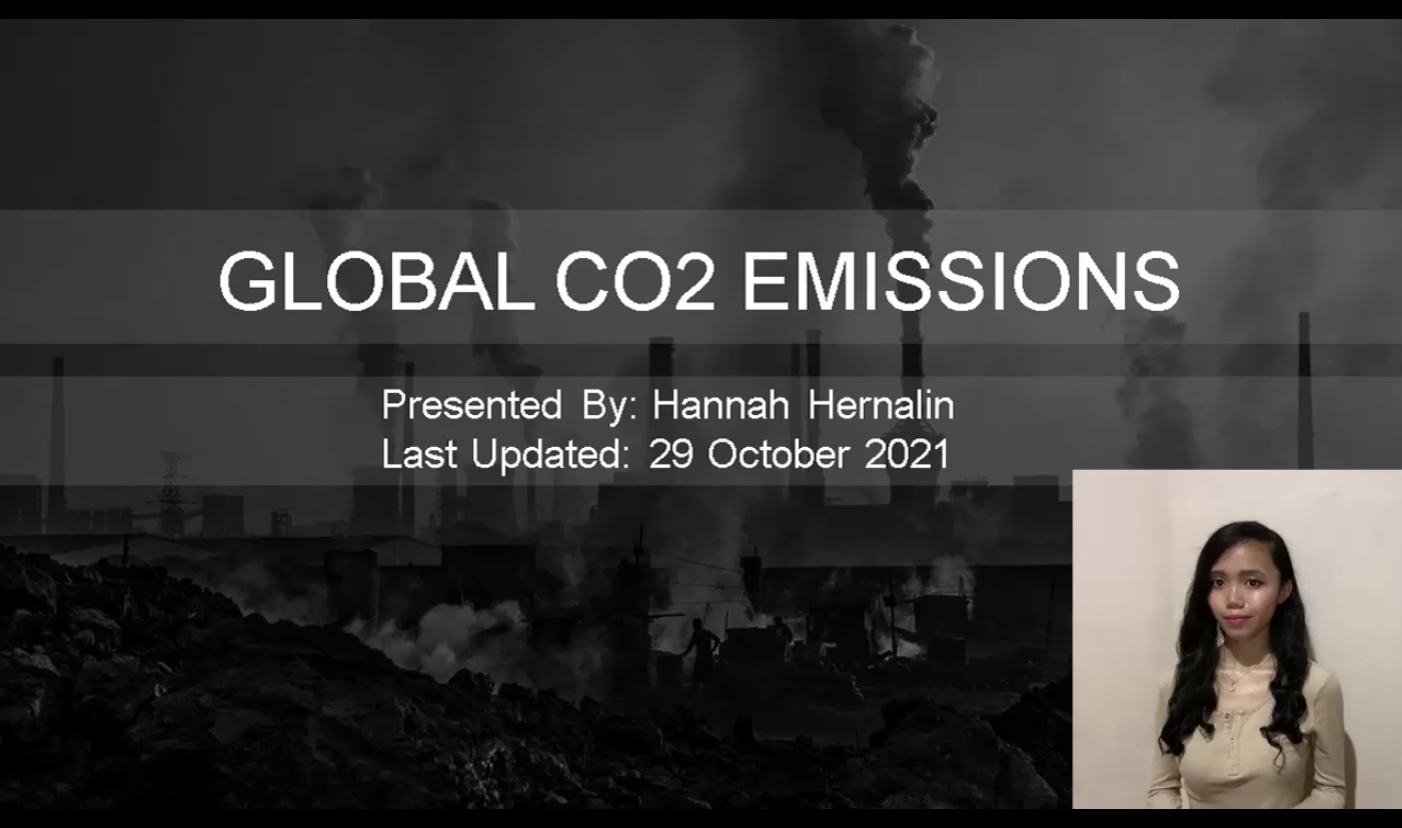 GLOBAL CO2 EMISSIONS
Presented By: Hannah Hernalin
Last Updated: 29 October 2021